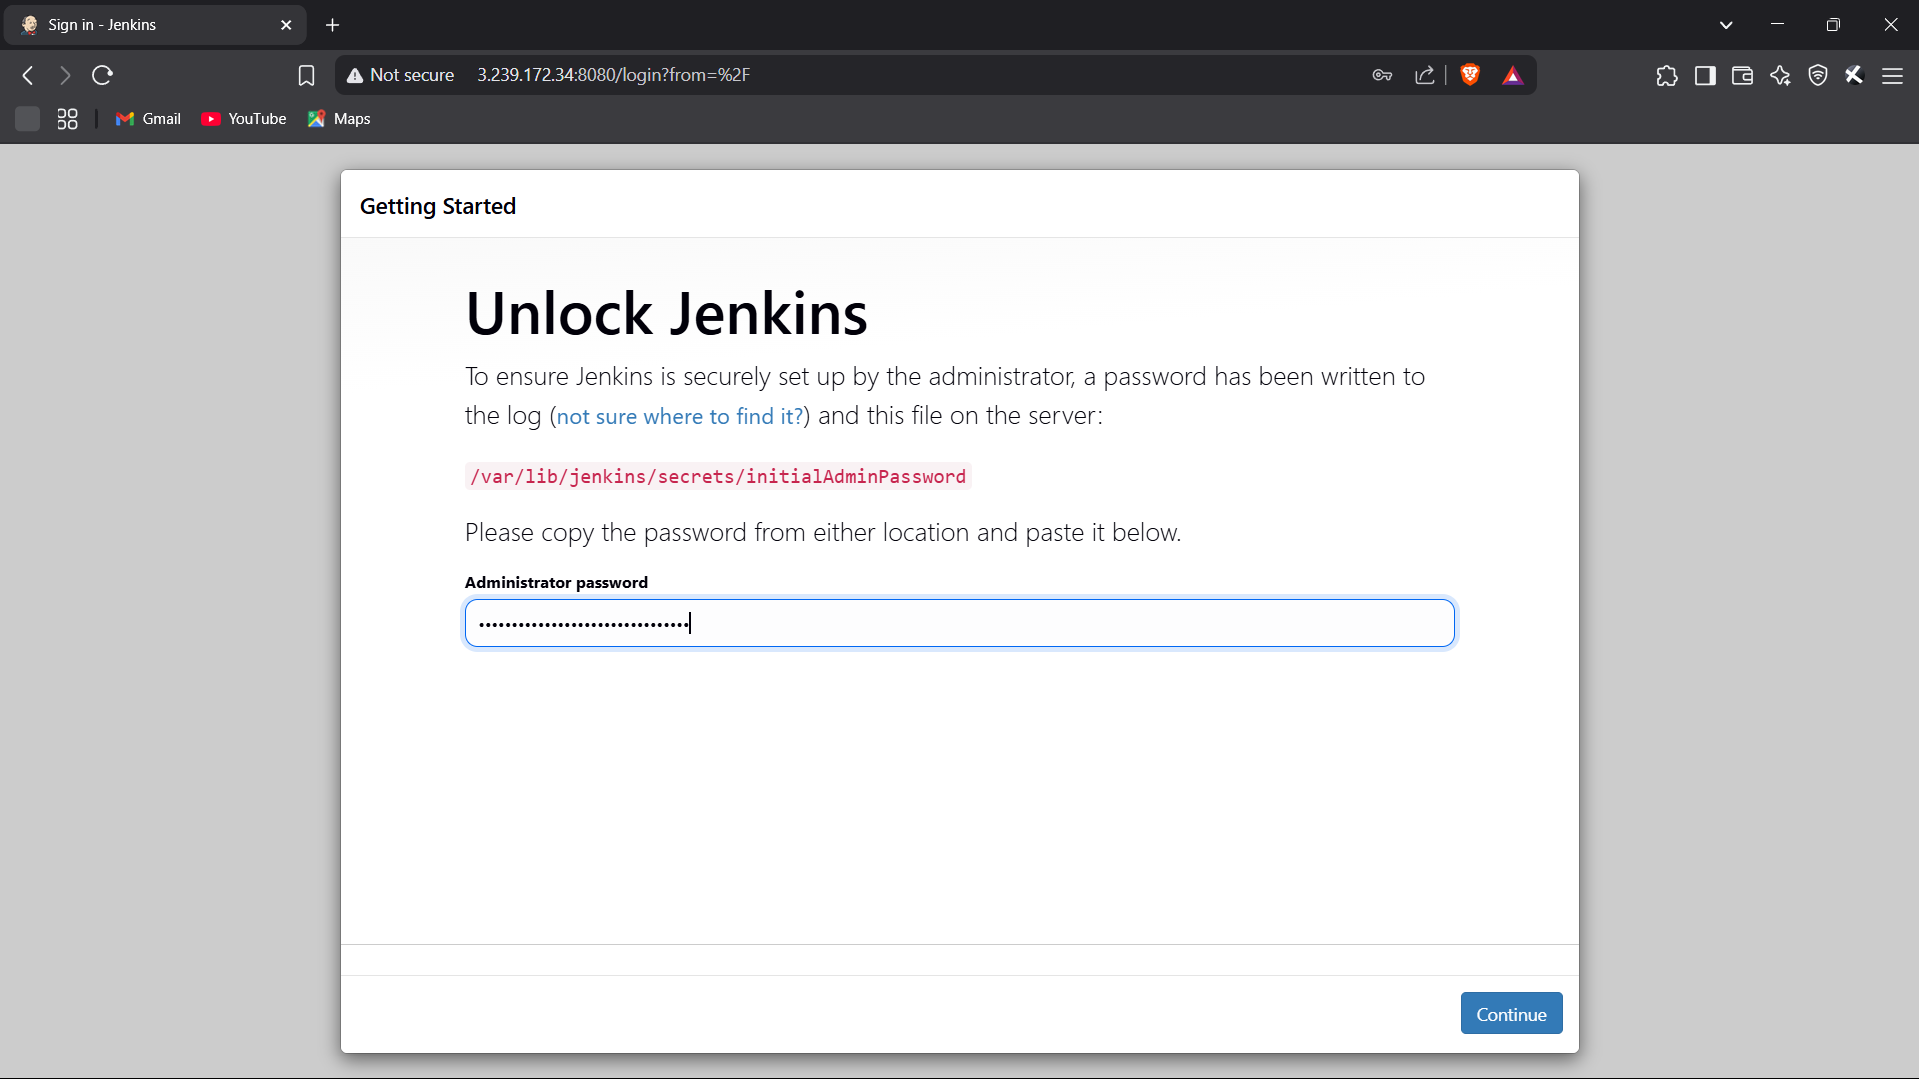 Sign in - Jenkins
Not secure 3.239.172.34:8080/login?from=%2F
Gmail YouTube Maps
Getting Started
Unlock Jenkins
To ensure Jenkins is securely set up by the administrator, a password has been written to
the log (not sure where to find it?) and this file on the server:
/var/lib/jenkins/secrets/initialAdminPassword
Please copy the password from either location and paste it below.
Administrator password
••••••••••••••••••••••••••••••••
Continue